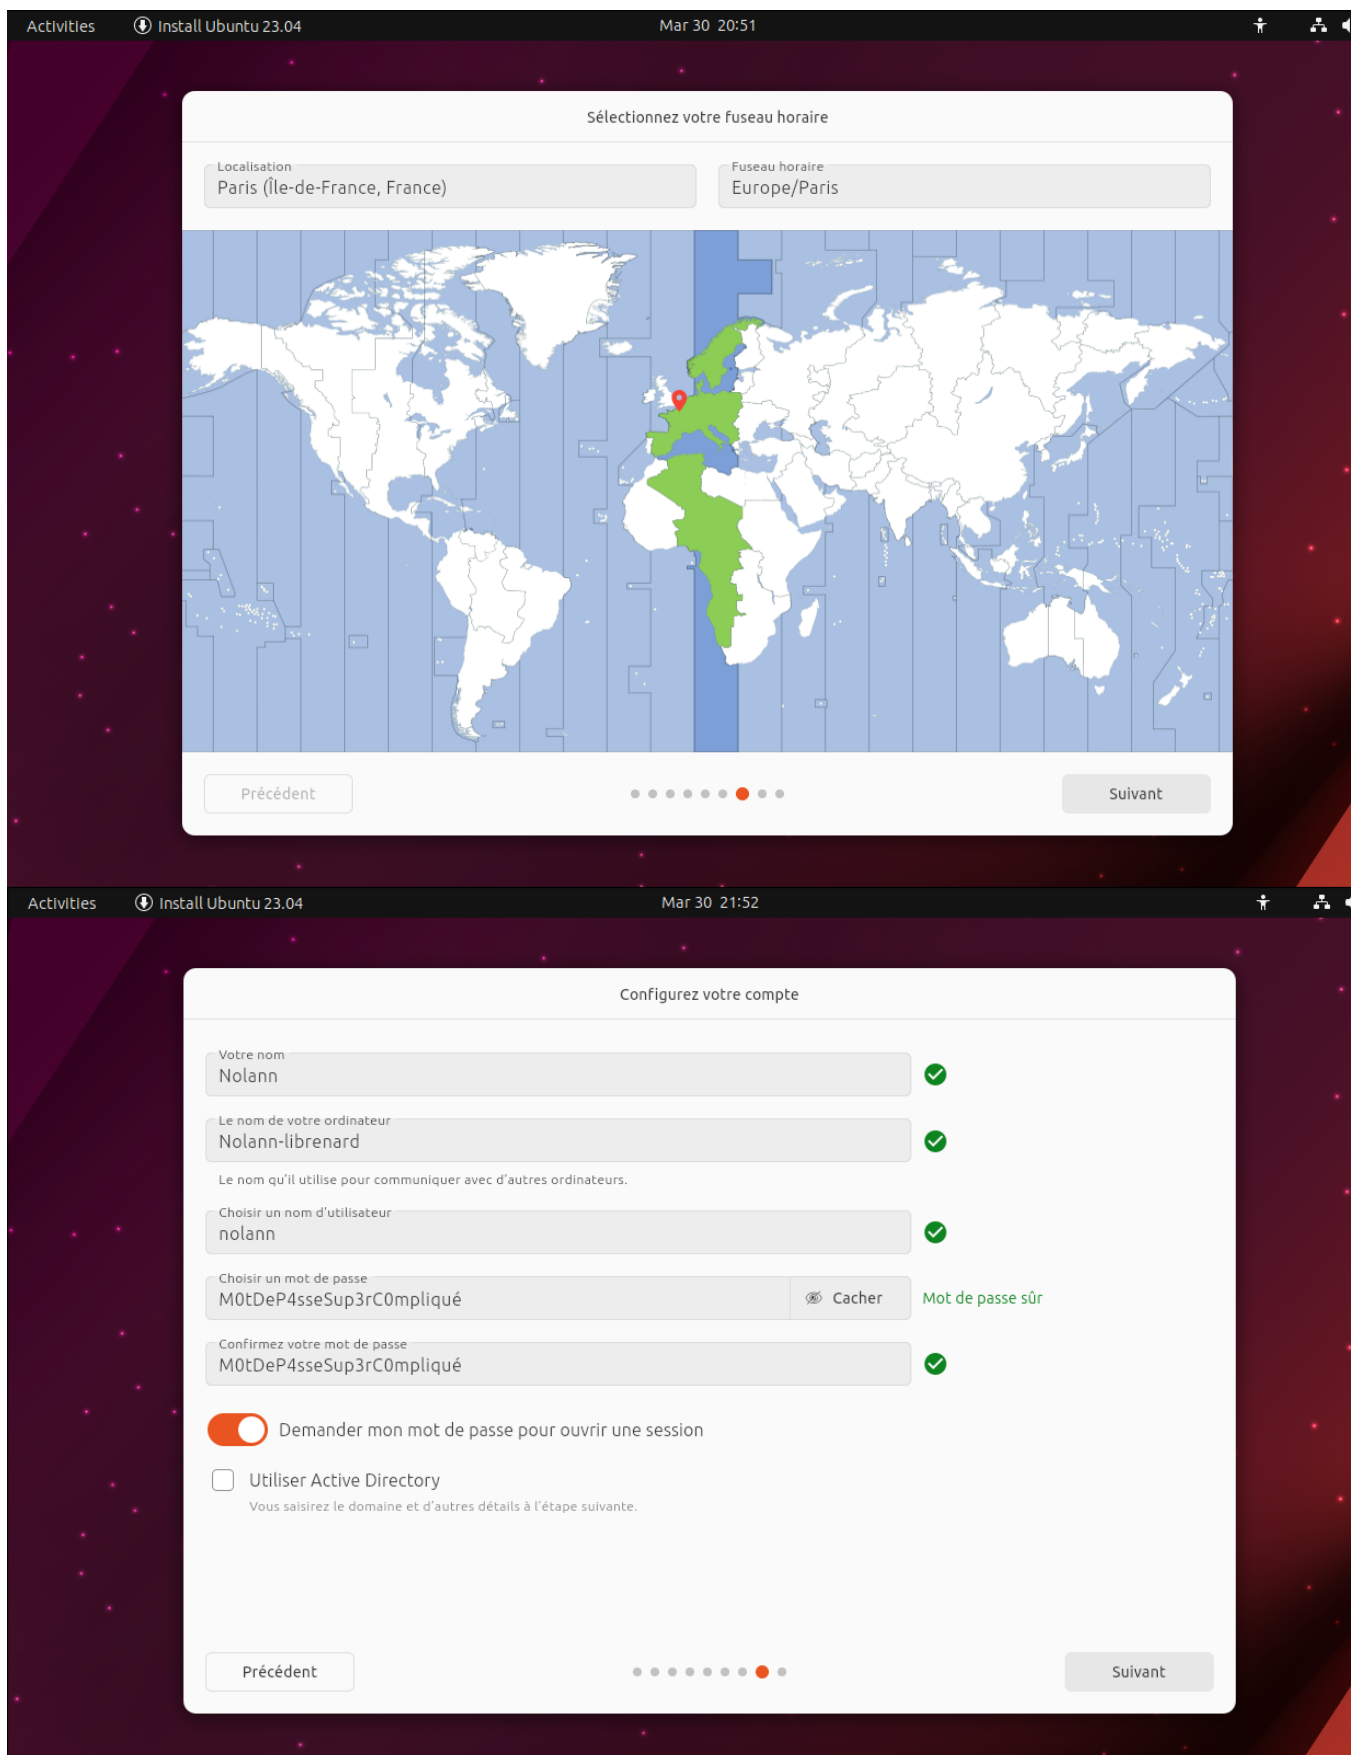 Activities Install Ubuntu 23.04 Mar 30 20:51
Sélectionnez votre fuseau horaire
Localisation Fuseau horaire
Paris (Île-de-France, France) Europe/Paris
Précédent Suivant
Activities Install Ubuntu 23.04 Mar 30 21:52
Configurez votre compte
Votre nom
Nolann
Le nom de votre ordinateur
Nolann-librenard
Le nom qu'il utilise pour communiquer avec d'autres ordinateurs.
Choisir un nom d'utilisateur
nolann
Choisir un mot de passe
M0tDeP4sseSup3rC0mpliqué Cacher Mot de passe sûr
Confirmez votre mot de passe
M0tDeP4sseSup3rC0mpliqué
Demander mon mot de passe pour ouvrir une session
Utiliser Active Directory
Vous saisirez le domaine et d'autres détails à l'étape suivante.
Précédent Suivant